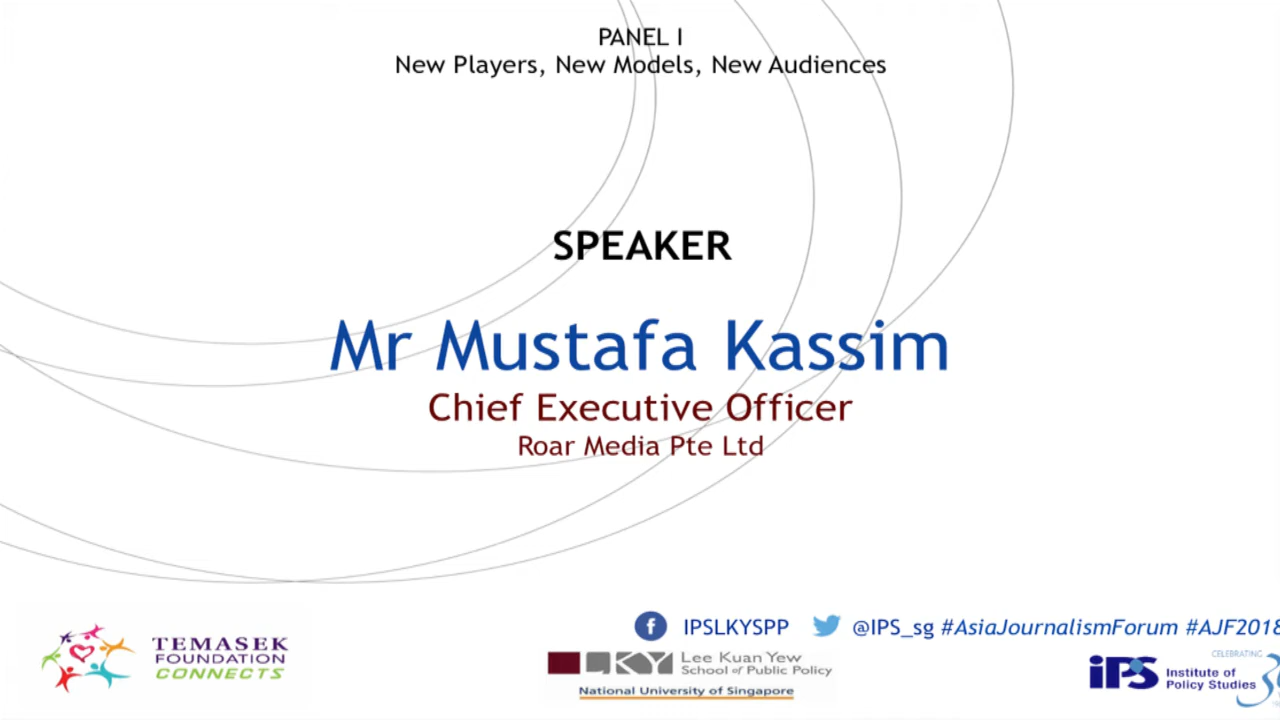 PANEL I
New Players, New Models, New Audiences
SPEAKER
Mr Mustafa Kassim
Chief Executive Officer
Roar Media Pte Ltd
IPSLKYSPP @IPS_sg #AsiaJournalismForum #AJF2018
TEMASEK
FOUNDATION
CONNECTS
LKY Lee Kuan Yew
School of Public Policy
National University of Singapore
CELEBRATING
iPS Institute of
Policy Studies